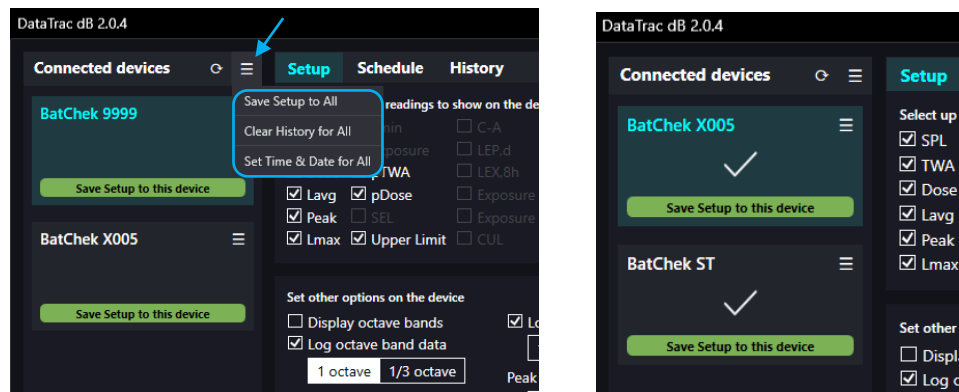 DataTrac dB 2.0.4
Connected devices
Setup Schedule History
Save Setup to All
Clear History for All
Set Time & Date for All
BatChek 9999
readings to show on the de
C-A
LEP,d
TWA
LEX.8h
Save Setup to this device
Lavg pDose Exposure
Peak SEL Exposure
Lmax Upper Limit CUL
BatChek X005
Save Setup to this device
Set other options on the device
Display octave bands
Log octave band data
1 octave 1/3 octave
Peak
DataTrac dB 2.0.4
Connected devices
Setup
BatChek X005
Save Setup to this device
Select up
SPL
TWA
Dose
Lavg
Peak
Lmax
BatChek ST
Save Setup to this device
Set other
Displ
Log o